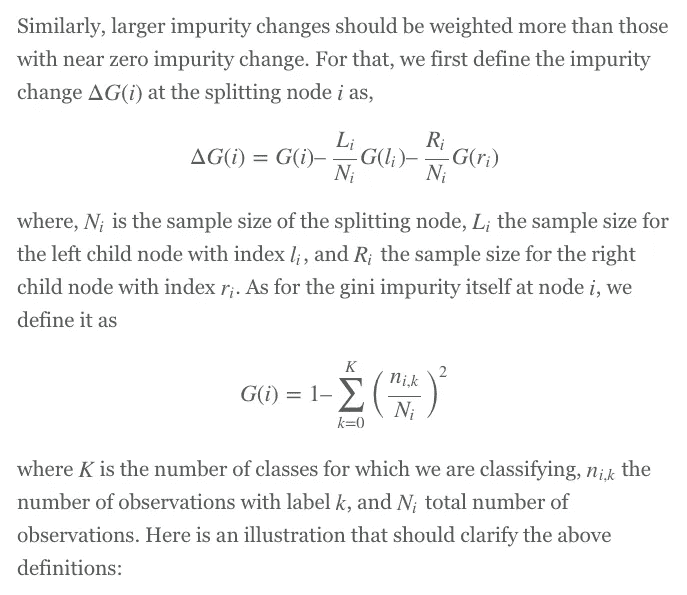 Similarly, larger impurity changes should be weighted more than those
with near zero impurity change. For that, we first define the impurity
change ΔG(i) at the splitting node i as,
ΔG(i) = G(i)– \frac{L_i}{N_i} G(l_i)– \frac{R_i}{N_i} G(r_i)
where, N_i is the sample size of the splitting node, L_i the sample size for
the left child node with index l_i, and R_i the sample size for the right
child node with index r_i. As for the gini impurity itself at node i, we
define it as
G(i) = 1– \sum_{k=0}^{K} \left( \frac{n_{i,k}}{N_i} \right)^2
where K is the number of classes for which we are classifying, n_{i,k} the
number of observations with label k, and N_i total number of
observations. Here is an illustration that should clarify the above
definitions: